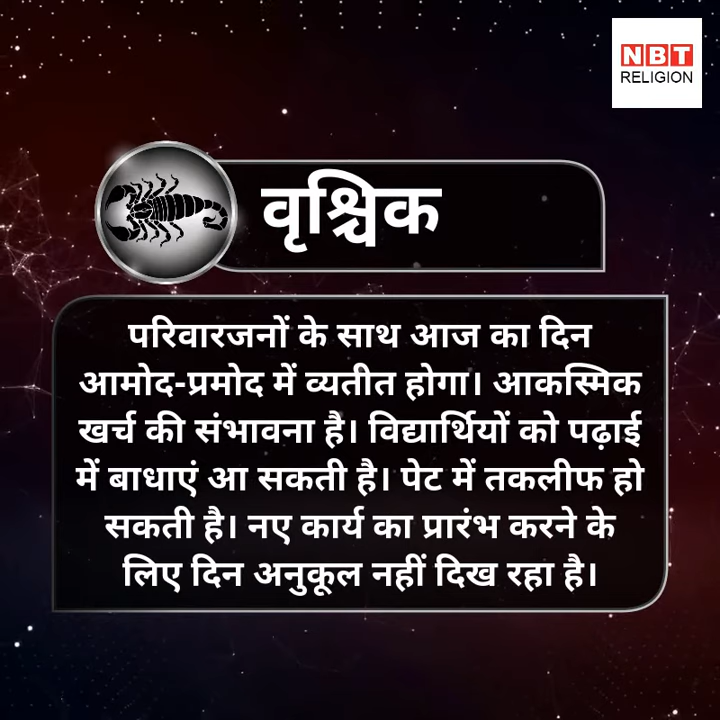 NBT
RELIGION
वृश्चिक
परिवारजनों के साथ आज का दिन
आमोद-प्रमोद में व्यतीत होगा। आकस्मिक
खर्च की संभावना है। विद्यार्थियों को पढ़ाई
में बाधाएं आ सकती है। पेट में तकलीफ हो
सकती है। नए कार्य का प्रारंभ करने के
लिए दिन अनुकूल नहीं दिख रहा है।